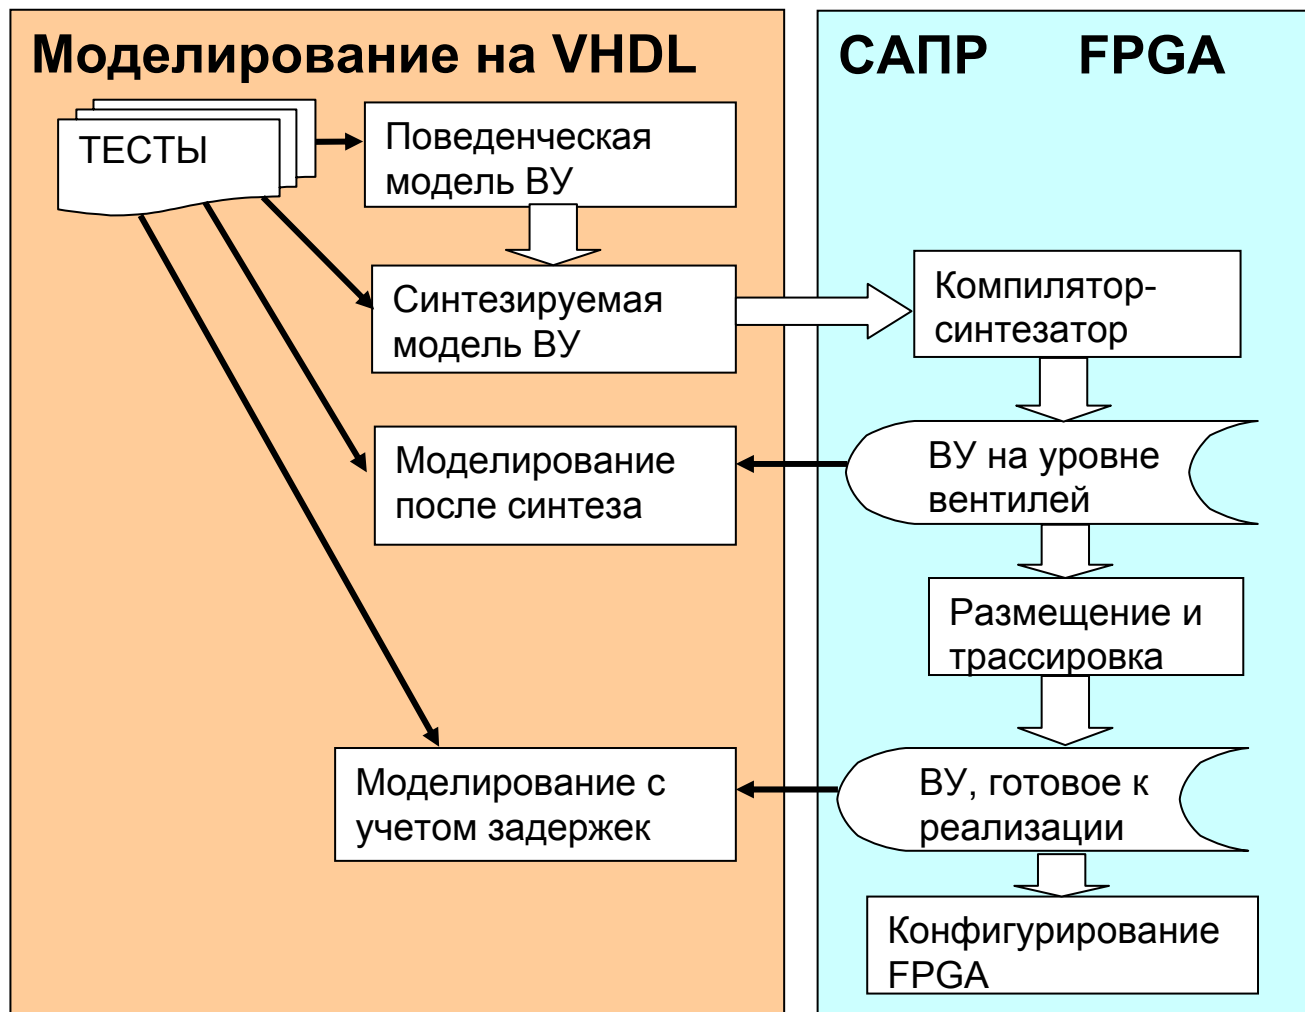 Моделирование на VHDL
ТЕСТЫ
Поведенческая
модель ВУ
Синтезируемая
модель ВУ
Моделирование
после синтеза
Моделирование с
учетом задержек
САПР FPGA
Компилятор-
синтезатор
ВУ на уровне
вентилей
Размещение и
трассировка
ВУ, готовое к
реализации
Конфигурирование
FPGA